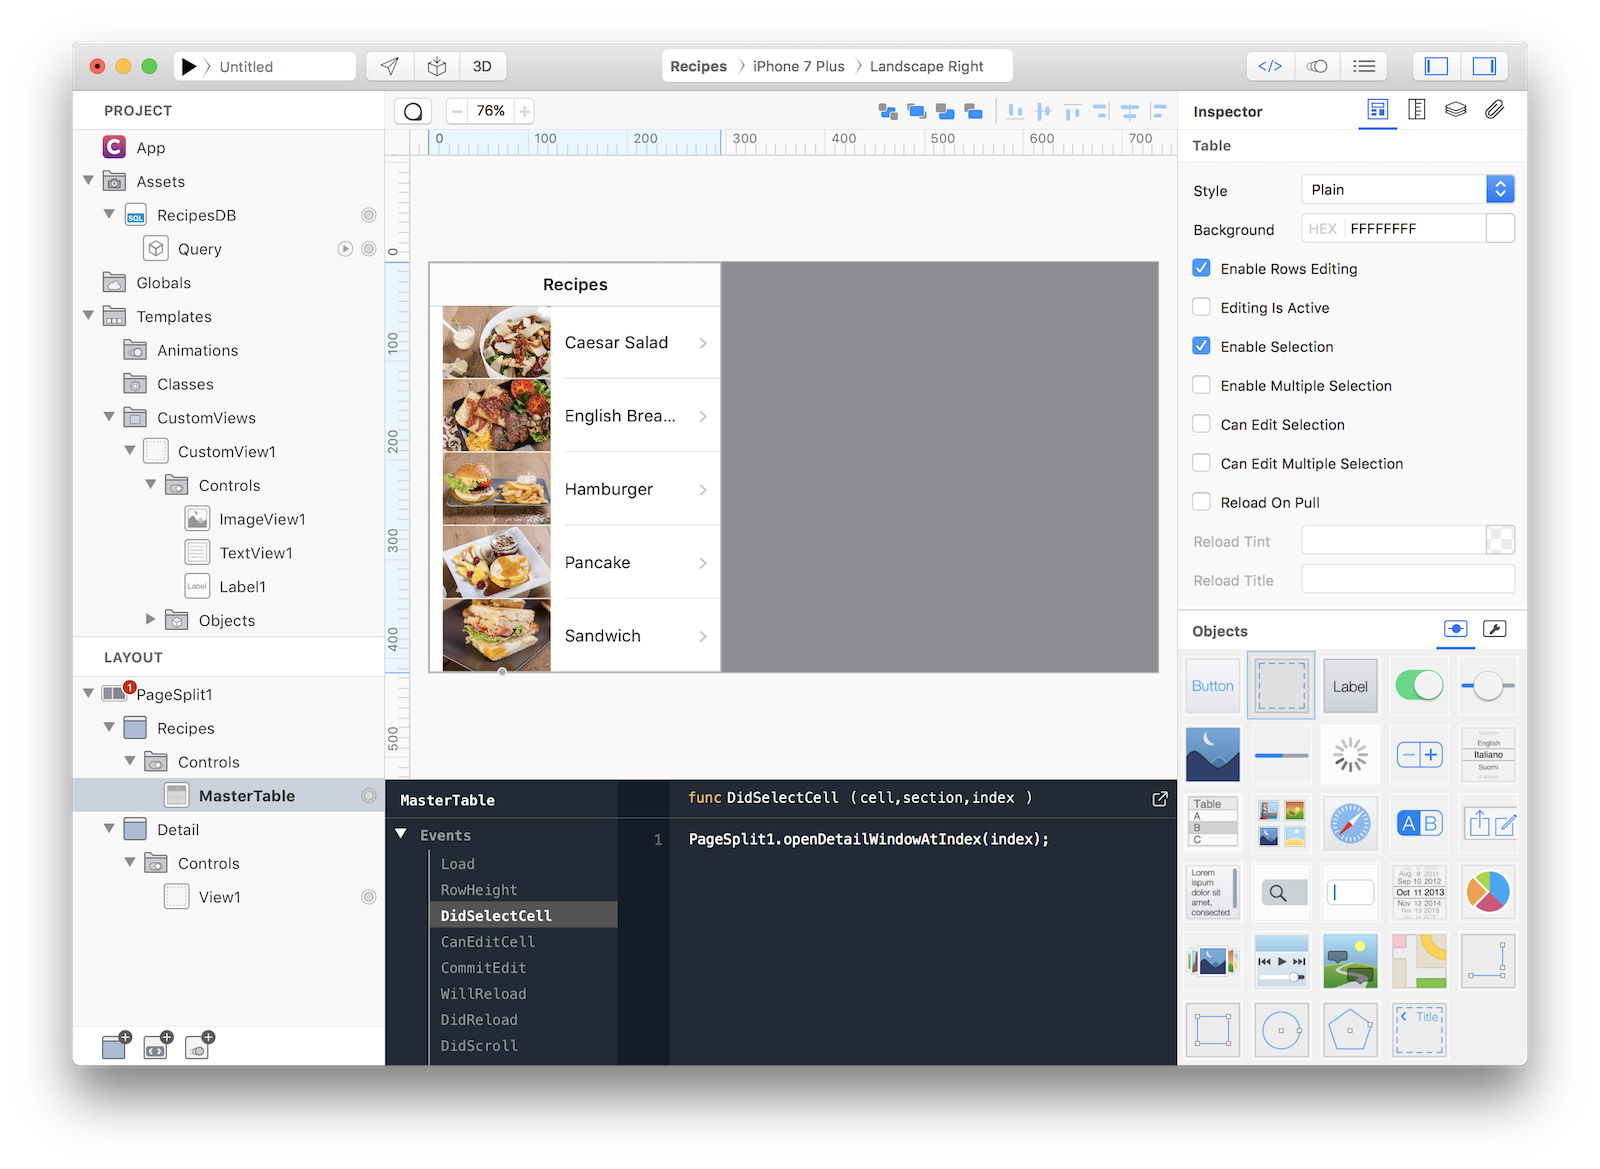 Untitled
3D
Recipes
iPhone 7 Plus
Landscape Right
</>
PROJECT
App
Assets
SQL
RecipesDB
Query
Globals
Templates
Animations
Classes
CustomViews
CustomView1
Controls
ImageView1
TextView1
Label
Label1
Objects
LAYOUT
1
PageSplit1
Recipes
Controls
MasterTable
Detail
Controls
View1
76%
0 100 200 300 400 500 600 700
0
100
200
300
400
500
Recipes
Caesar Salad
English Brea...
Hamburger
Pancake
Sandwich
MasterTable
Events
Load
RowHeight
DidSelectCell
CanEditCell
CommitEdit
WillReload
DidReload
DidScroll
func DidSelectCell (cell,section,index )
1 PageSplit1.openDetailWindowAtIndex(index);
Inspector
Table
Style
Plain
Background
HEX FFFFFFFF
Enable Rows Editing
Editing Is Active
Enable Selection
Enable Multiple Selection
Can Edit Selection
Can Edit Multiple Selection
Reload On Pull
Reload Tint
Reload Title
Objects
Button
Label
English
Italiano
Suomi
Table
A
B
C
A B
Lorem
ispum
dolor sit
amet,
consected
Aug 9 2011
Sep 10 2012
Oct 11 2013
Nov 12 2014
Dec 13 2015
Title